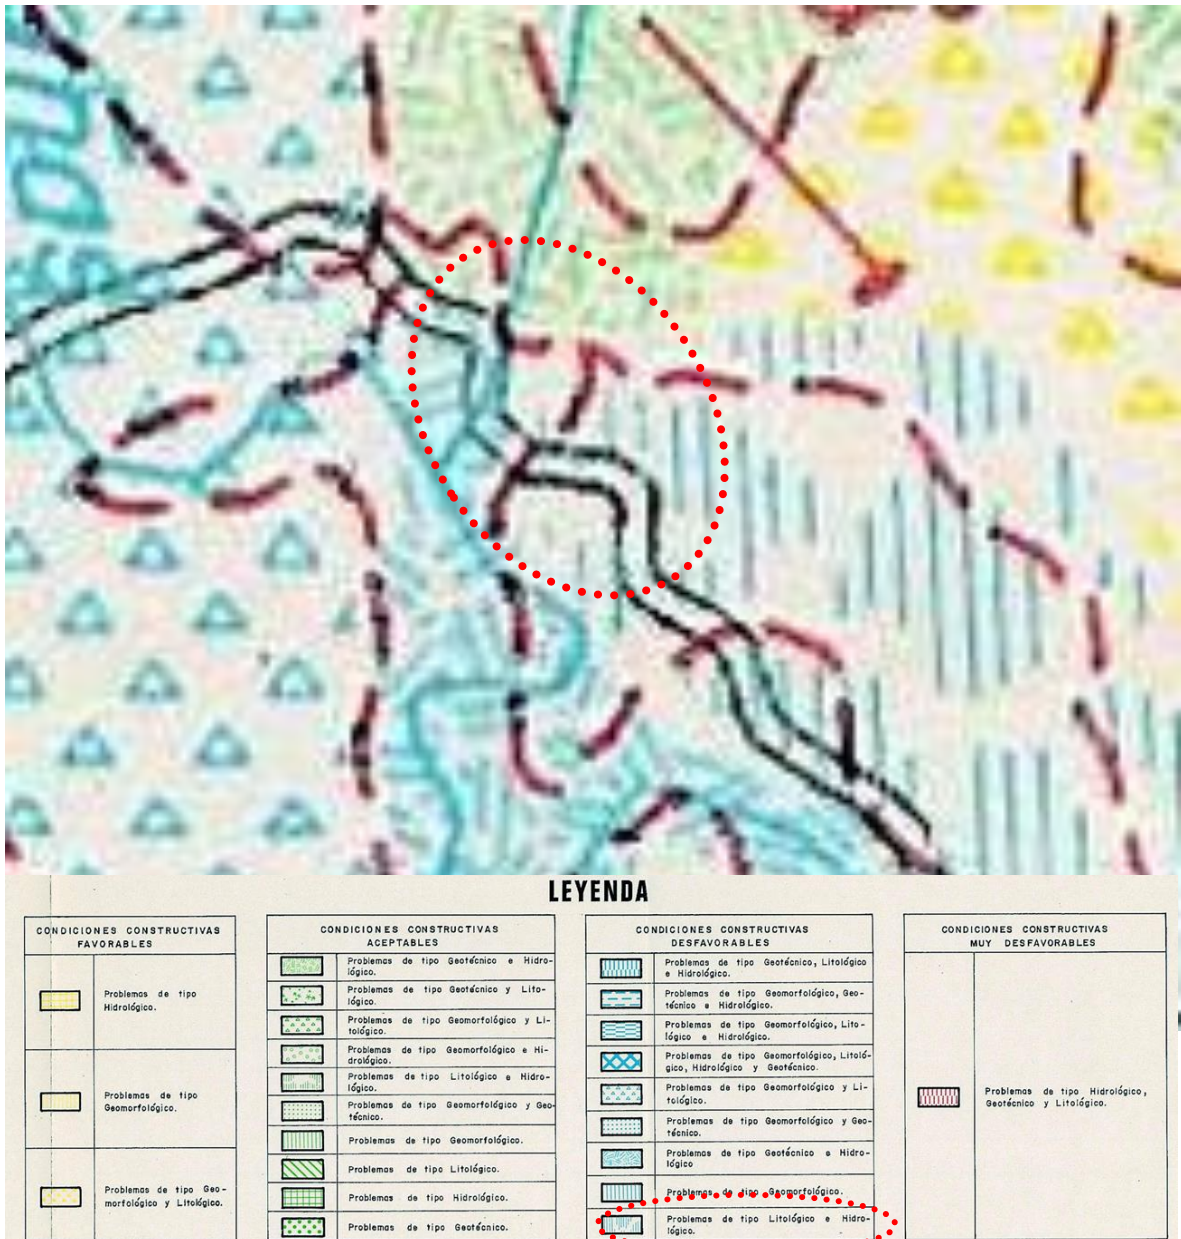 LEYENDA
CONDICIONES CONSTRUCTIVAS
FAVORABLES
Problemas de tipo
Hidrológico.
Problemas de tipo
Geomorfológico.
Problemas de tipo Geo-
morfológico y Litológico.
CONDICIONES CONSTRUCTIVAS
ACEPTABLES
Problemas de tipo Geotécnico e Hidro-
lógico.
Problemas de tipo Geotécnico y Lito-
lógico.
Problemas de tipo Geomorfológico y Li-
tológico.
Problemas de tipo Geomorfológico e Hi-
drológico.
Problemas de tipo Litológico e Hidro-
lógico.
Problemas de tipo Geomorfológico y Geo-
técnico.
Problemas de tipo Geomorfológico.
Problemas de tipo Litológico.
Problemas de tipo Hidrológico.
Problemas de tipo Geotécnico.
CONDICIONES CONSTRUCTIVAS
DESFAVORABLES
Problemas de tipo Geotécnico, Litológico
e Hidrológico.
Problemas de tipo Geomorfológico, Geo-
técnico e Hidrológico.
Problemas de tipo Geomorfológico, Lito-
lógico e Hidrológico.
Problemas de tipo Geomorfológico, Litoló-
gico, Hidrológico y Geotécnico.
Problemas de tipo Geomorfológico y Li-
tológico.
Problemas de tipo Geomorfológico y Geo-
técnico.
Problemas de tipo Geotécnico e Hidro-
lógico
Problemas de tipo Geomorfológico.
Problemas de tipo Litológico e Hidro-
lógico.
CONDICIONES CONSTRUCTIVAS
MUY DESFAVORABLES
Problemas de tipo Hidrológico,
Geotécnico y Litológico.